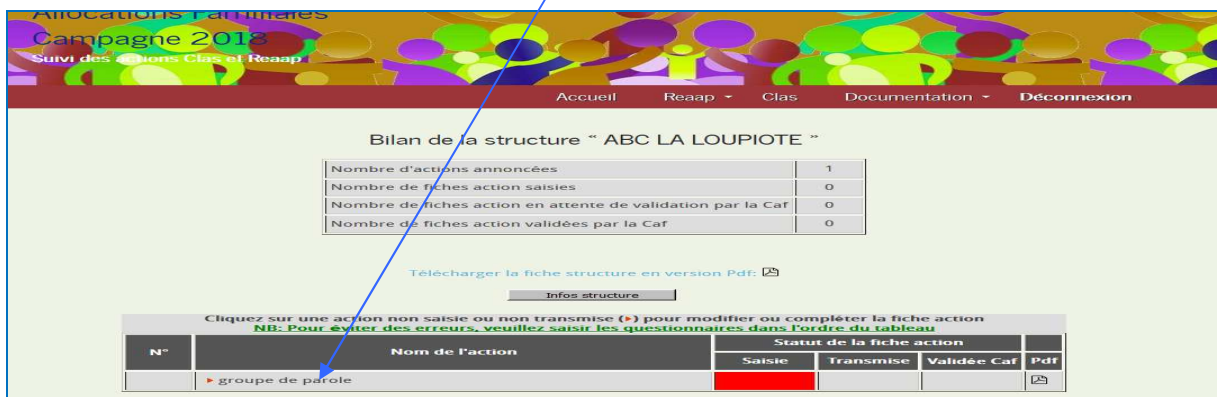 Allocations Familiales
Campagne 2018
Suivi des actions Clas et Reaap
Accueil Reaap Clas Documentation Déconnexion
Bilan de la structure " ABC LA LOUPIOTE "
Nombre d'actions annoncées 1
Nombre de fiches action saisies 0
Nombre de fiches action en attente de validation par la Caf 0
Nombre de fiches action validées par la Caf 0
Télécharger la fiche structure en version Pdf:
Infos structure
Cliquez sur une action non saisie ou non transmise (▸) pour modifier ou compléter la fiche action
NB: Pour éviter des erreurs, veuillez saisir les questionnaires dans l'ordre du tableau
N° Nom de l'action Statut de la fiche action
Saisie Transmise Validée Caf Pdf
▸ groupe de parole